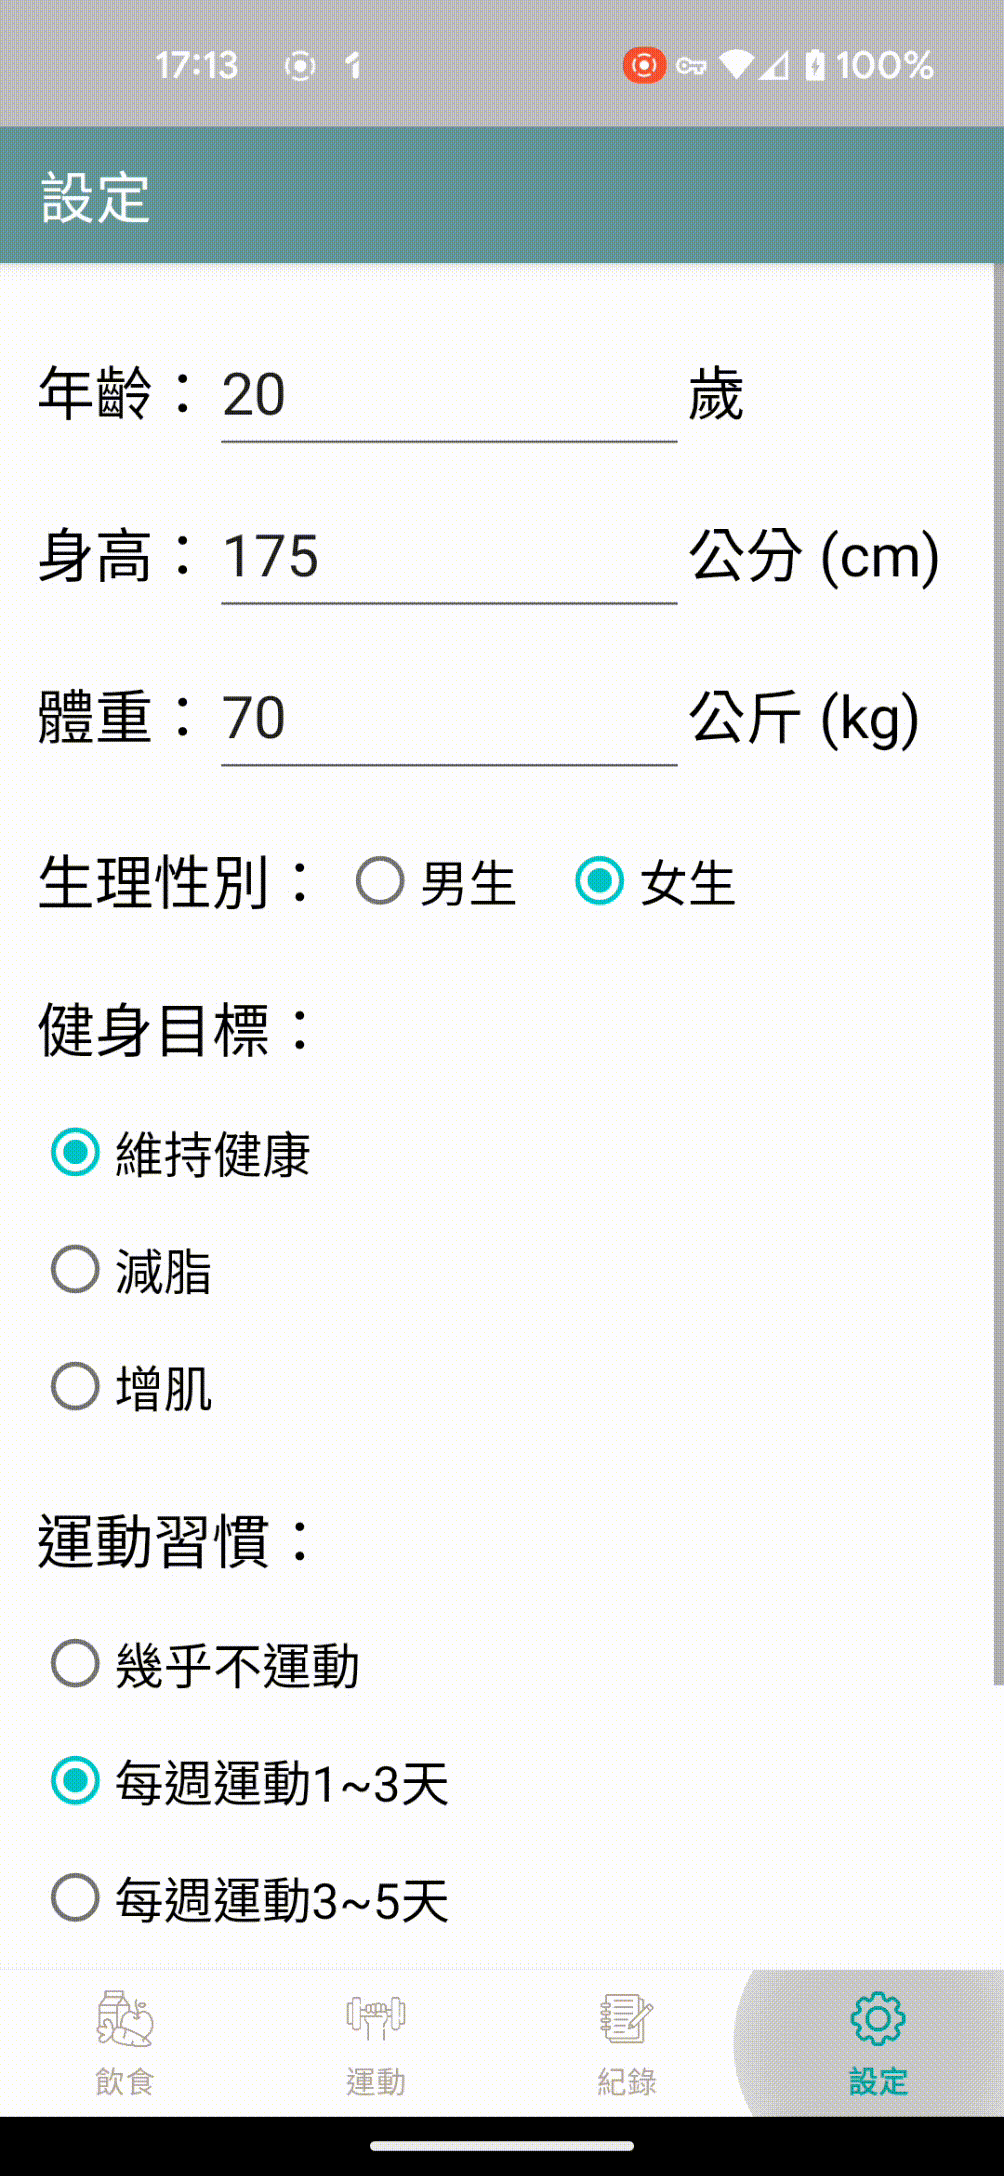 17:13 1 100%
設定
年齡：20 歲
身高：175 公分 (cm)
體重：70 公斤 (kg)
生理性別： 男生 女生
健身目標：
維持健康
減脂
增肌
運動習慣：
幾乎不運動
每週運動1~3天
每週運動3~5天
飲食 運動 紀錄 設定